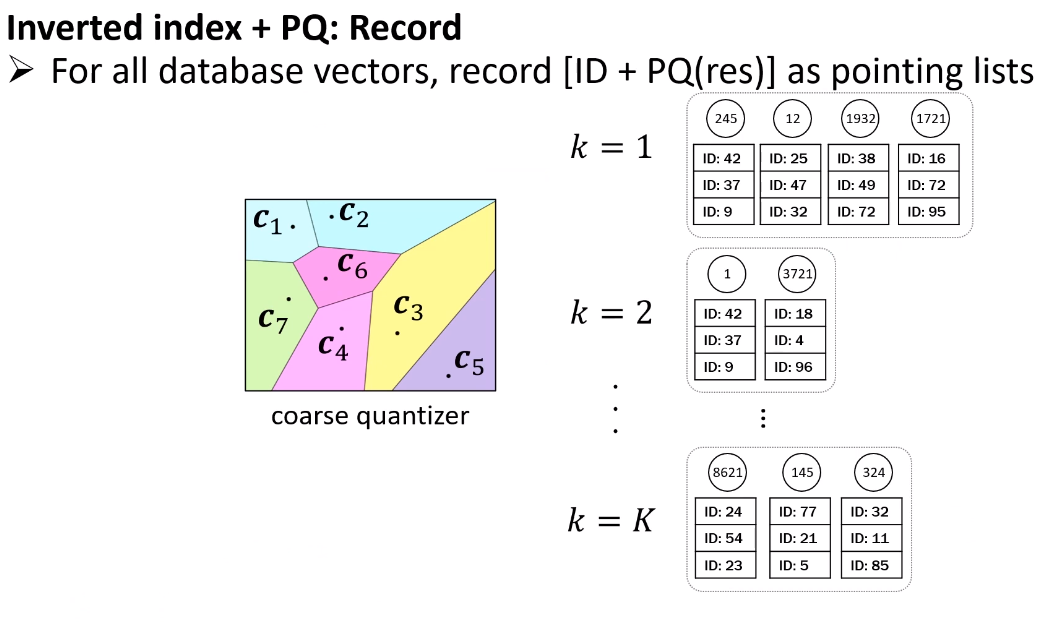 Inverted index + PQ: Record
➢ For all database vectors, record [ID + PQ(res)] as pointing lists
k = 1
245 12 1932 1721
ID: 42 ID: 25 ID: 38 ID: 16
ID: 37 ID: 47 ID: 49 ID: 72
ID: 9 ID: 32 ID: 72 ID: 95
c1 c2
c6
c7 c3
c4
c5
coarse quantizer
k = 2
1 3721
ID: 42 ID: 18
ID: 37 ID: 4
ID: 9 ID: 96
⋮ ⋮
k = K
8621 145 324
ID: 24 ID: 77 ID: 32
ID: 54 ID: 21 ID: 11
ID: 23 ID: 5 ID: 85